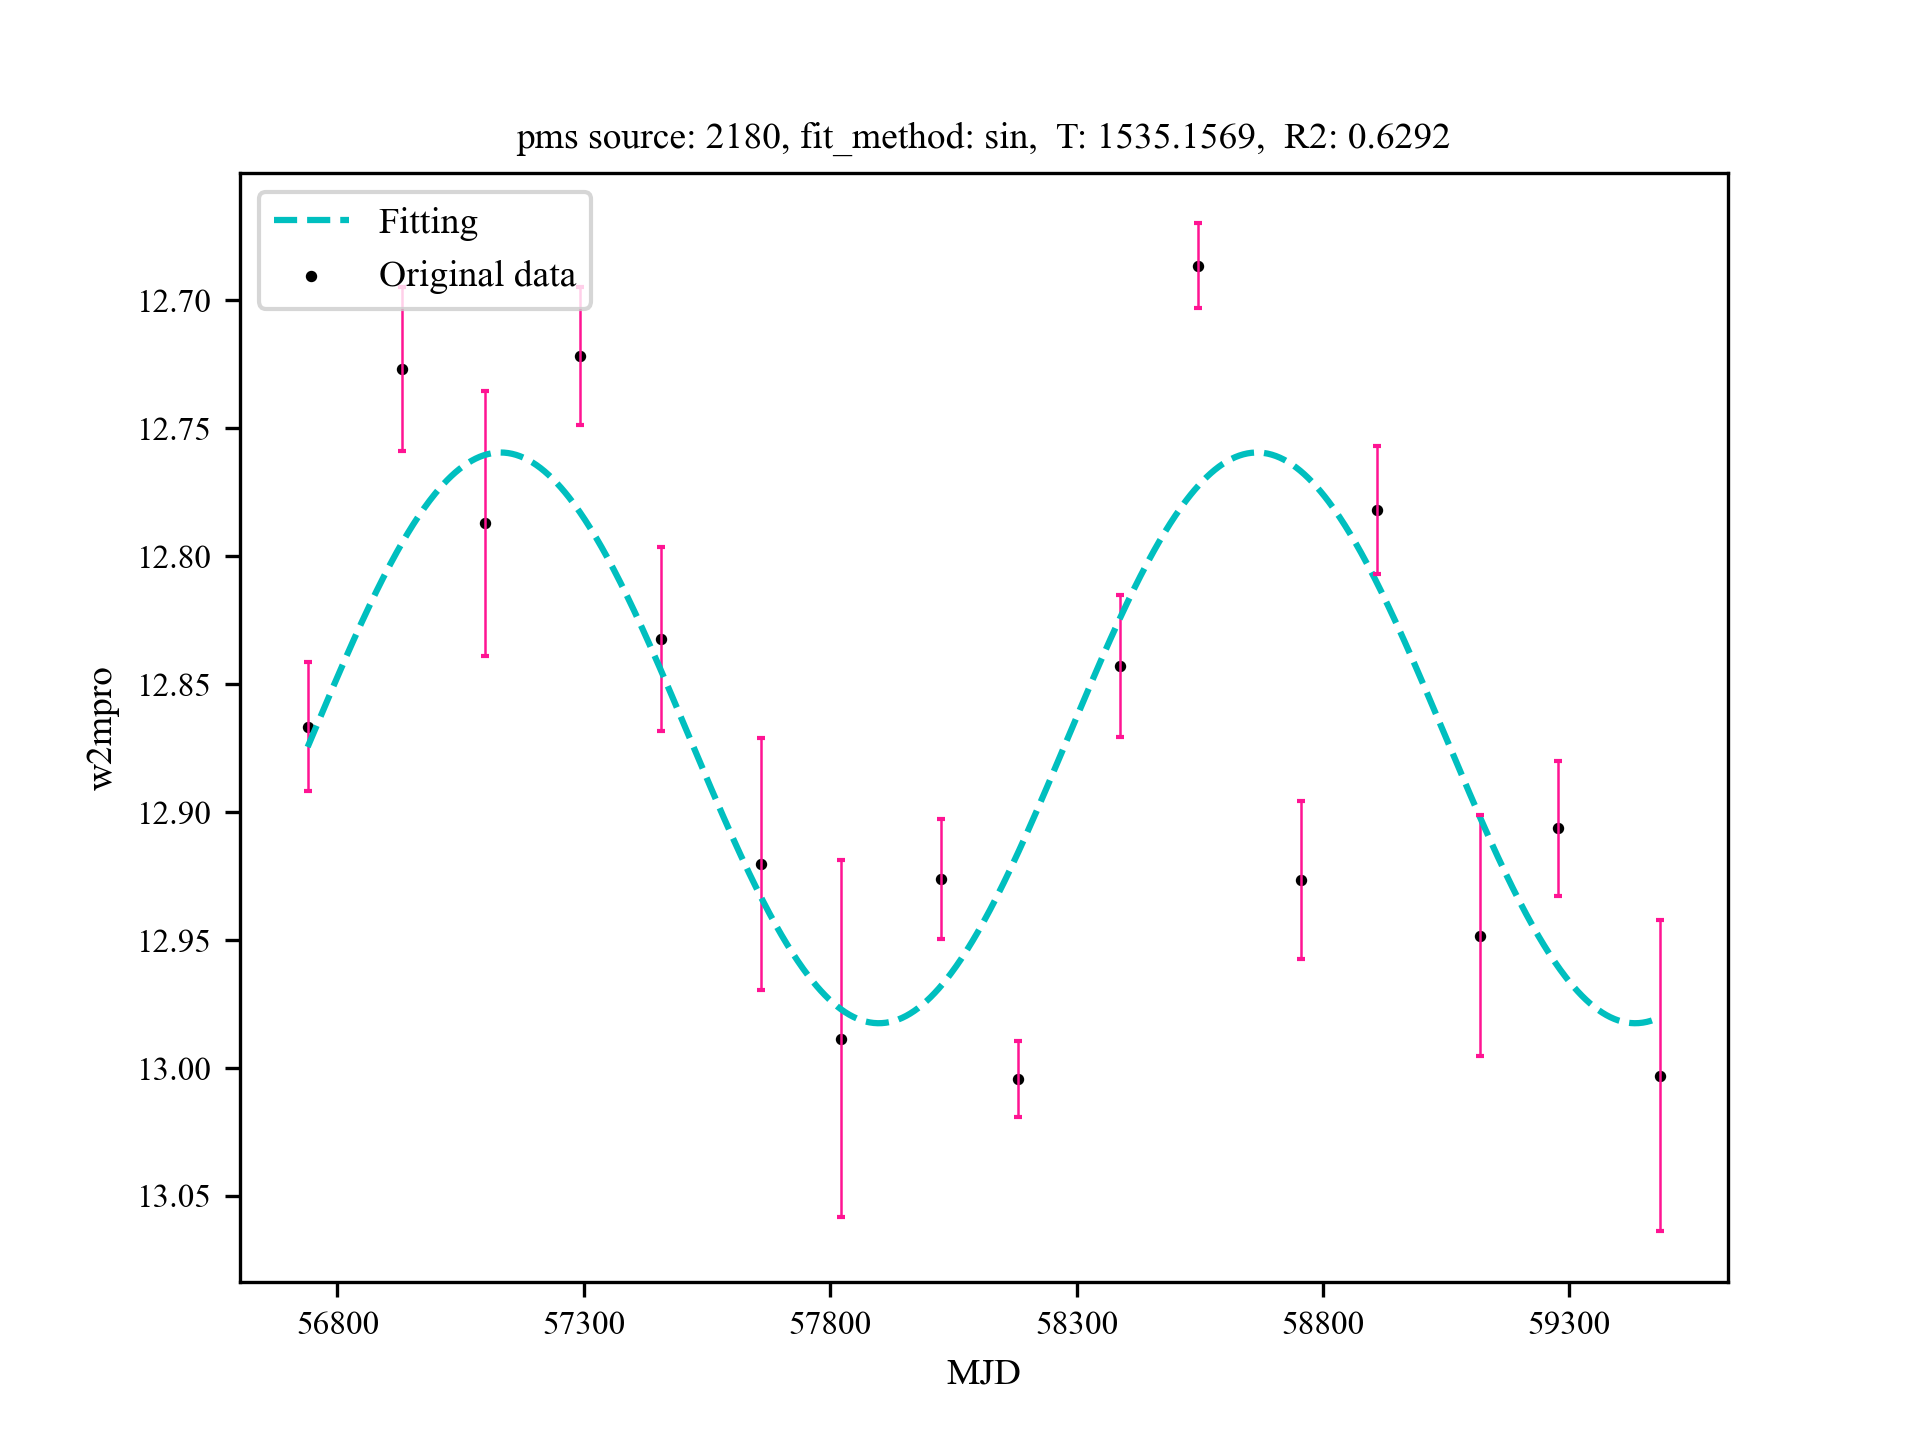 pms source: 2180, fit_method: sin,  T: 1535.1569,  R2: 0.6292
Fitting
Original data
12.70
12.75
12.80
12.85
12.90
12.95
13.00
13.05
w2mpro
56800 57300 57800 58300 58800 59300
MJD